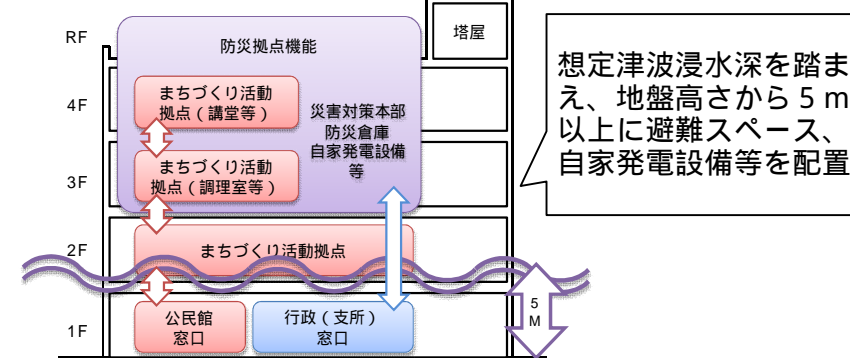 RF
防災拠点機能
塔屋
4F
まちづくり活動
拠点（講堂等）
災害対策本部
防災倉庫
自家発電設備
等
3F
まちづくり活動
拠点（調理室等）
2F
まちづくり活動拠点
1F
公民館
窓口
行政（支所）
窓口
5
M
想定津波浸水深を踏ま
え、地盤高さから５ｍ
以上に避難スペース、
自家発電設備等を配置